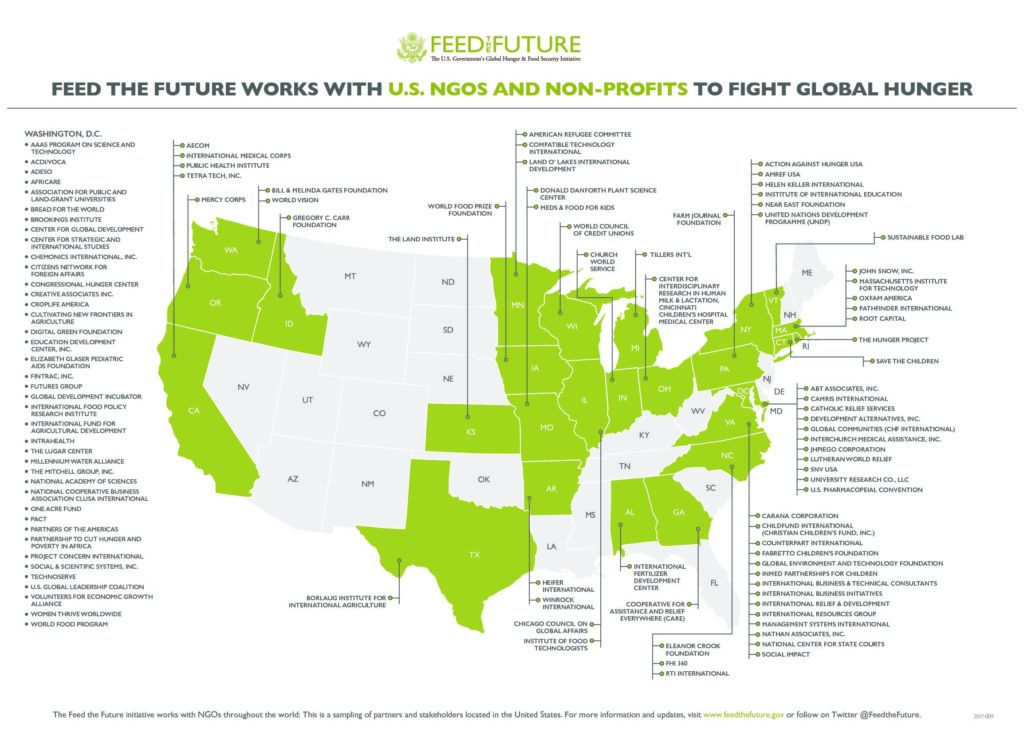 FEED THE FUTURE
The U.S. Government's Global Hunger & Food Security Initiative
FEED THE FUTURE WORKS WITH U.S. NGOS AND NON-PROFITS TO FIGHT GLOBAL HUNGER
WASHINGTON, D.C.
AAAS PROGRAM ON SCIENCE AND
TECHNOLOGY
ACDI/VOCA
ADESO
AFRICARE
ASSOCIATION FOR PUBLIC AND
LAND-GRANT UNIVERSITIES
BREAD FOR THE WORLD
BROOKINGS INSTITUTE
CENTER FOR GLOBAL DEVELOPMENT
CENTER FOR STRATEGIC AND
INTERNATIONAL STUDIES
CHEMONICS INTERNATIONAL, INC.
CITIZENS NETWORK FOR
FOREIGN AFFAIRS
CONGRESSIONAL HUNGER CENTER
CREATIVE ASSOCIATES INC.
CROPLIFE AMERICA
CULTIVATING NEW FRONTIERS IN
AGRICULTURE
DIGITAL GREEN FOUNDATION
EDUCATION DEVELOPMENT
CENTER, INC.
ELIZABETH GLASER PEDIATRIC
AIDS FOUNDATION
FINTRAC, INC.
FUTURES GROUP
GLOBAL DEVELOPMENT INCUBATOR
INTERNATIONAL FOOD POLICY
RESEARCH INSTITUTE
INTERNATIONAL FUND FOR
AGRICULTURAL DEVELOPMENT
INTRAHEALTH
THE LUGAR CENTER
MILLENNIUM WATER ALLIANCE
THE MITCHELL GROUP, INC.
NATIONAL ACADEMY OF SCIENCES
NATIONAL COOPERATIVE BUSINESS
ASSOCIATION CLUSA INTERNATIONAL
ONE ACRE FUND
PACT
PARTNERS OF THE AMERICAS
PARTNERSHIP TO CUT HUNGER AND
POVERTY IN AFRICA
PROJECT CONCERN INTERNATIONAL
SOCIAL & SCIENTIFIC SYSTEMS, INC.
TECHNOSERVE
U.S. GLOBAL LEADERSHIP COALITION
VOLUNTEERS FOR ECONOMIC GROWTH
ALLIANCE
WOMEN THRIVE WORLDWIDE
WORLD FOOD PROGRAM
AECOM
INTERNATIONAL MEDICAL CORPS
PUBLIC HEALTH INSTITUTE
TETRA TECH, INC.
MERCY CORPS
BILL & MELINDA GATES FOUNDATION
WORLD VISION
GREGORY C. CARR
FOUNDATION
THE LAND INSTITUTE
WORLD FOOD PRIZE
FOUNDATION
AMERICAN REFUGEE COMMITTEE
COMPATIBLE TECHNOLOGY
INTERNATIONAL
LAND O' LAKES INTERNATIONAL
DEVELOPMENT
DONALD DANFORTH PLANT SCIENCE
CENTER
MEDS & FOOD FOR KIDS
WORLD COUNCIL
OF CREDIT UNIONS
CHURCH
WORLD
SERVICE
TILLERS INT'L
CENTER FOR
INTERDISCIPLINARY
RESEARCH IN HUMAN
MILK & LACTATION,
CINCINNATI
CHILDREN'S HOSPITAL
MEDICAL CENTER
FARM JOURNAL
FOUNDATION
ACTION AGAINST HUNGER USA
AMREF USA
HELEN KELLER INTERNATIONAL
INSTITUTE OF INTERNATIONAL EDUCATION
NEAR EAST FOUNDATION
UNITED NATIONS DEVELOPMENT
PROGRAMME (UNDP)
SUSTAINABLE FOOD LAB
JOHN SNOW, INC.
MASSACHUSETTS INSTITUTE
FOR TECHNOLOGY
OXFAM AMERICA
PATHFINDER INTERNATIONAL
ROOT CAPITAL
THE HUNGER PROJECT
SAVE THE CHILDREN
ABT ASSOCIATES, INC.
CAMRIS INTERNATIONAL
CATHOLIC RELIEF SERVICES
DEVELOPMENT ALTERNATIVES, INC.
GLOBAL COMMUNITIES (CHF INTERNATIONAL)
INTERCHURCH MEDICAL ASSISTANCE, INC.
JHPIEGO CORPORATION
LUTHERAN WORLD RELIEF
SNV USA
UNIVERSITY RESEARCH CO., LLC
U.S. PHARMACOPEIAL CONVENTION
CARANA CORPORATION
CHILDFUND INTERNATIONAL
(CHRISTIAN CHILDREN'S FUND, INC.)
COUNTERPART INTERNATIONAL
FABRETTO CHILDREN'S FOUNDATION
GLOBAL ENVIRONMENT AND TECHNOLOGY FOUNDATION
INMED PARTNERSHIPS FOR CHILDREN
INTERNATIONAL BUSINESS & TECHNICAL CONSULTANTS
INTERNATIONAL BUSINESS INITIATIVES
INTERNATIONAL RELIEF & DEVELOPMENT
INTERNATIONAL RESOURCES GROUP
MANAGEMENT SYSTEMS INTERNATIONAL
NATHAN ASSOCIATES, INC.
NATIONAL CENTER FOR STATE COURTS
SOCIAL IMPACT
WA
OR
ID
MT
ND
SD
WY
NE
NV
UT
CO
CA
AZ
NM
KS
OK
TX
MN
IA
MO
AR
LA
WI
IL
MI
IN
OH
KY
TN
MS
AL
GA
FL
SC
NC
VA
WV
PA
NY
VT
NH
ME
MA
CT
RI
NJ
DE
MD
DC
BORLAUG INSTITUTE FOR
INTERNATIONAL AGRICULTURE
HEIFER
INTERNATIONAL
WINROCK
INTERNATIONAL
CHICAGO COUNCIL ON
GLOBAL AFFAIRS
INSTITUTE OF FOOD
TECHNOLOGISTS
INTERNATIONAL
FERTILIZER
DEVELOPMENT
CENTER
COOPERATIVE FOR
ASSISTANCE AND RELIEF
EVERYWHERE (CARE)
ELEANOR CROOK
FOUNDATION
FHI 360
RTI INTERNATIONAL
The Feed the Future initiative works with NGOs throughout the world: This is a sampling of partners and stakeholders located in the United States. For more information and updates, visit www.feedthefuture.gov or follow on Twitter @FeedtheFuture.
2017-009